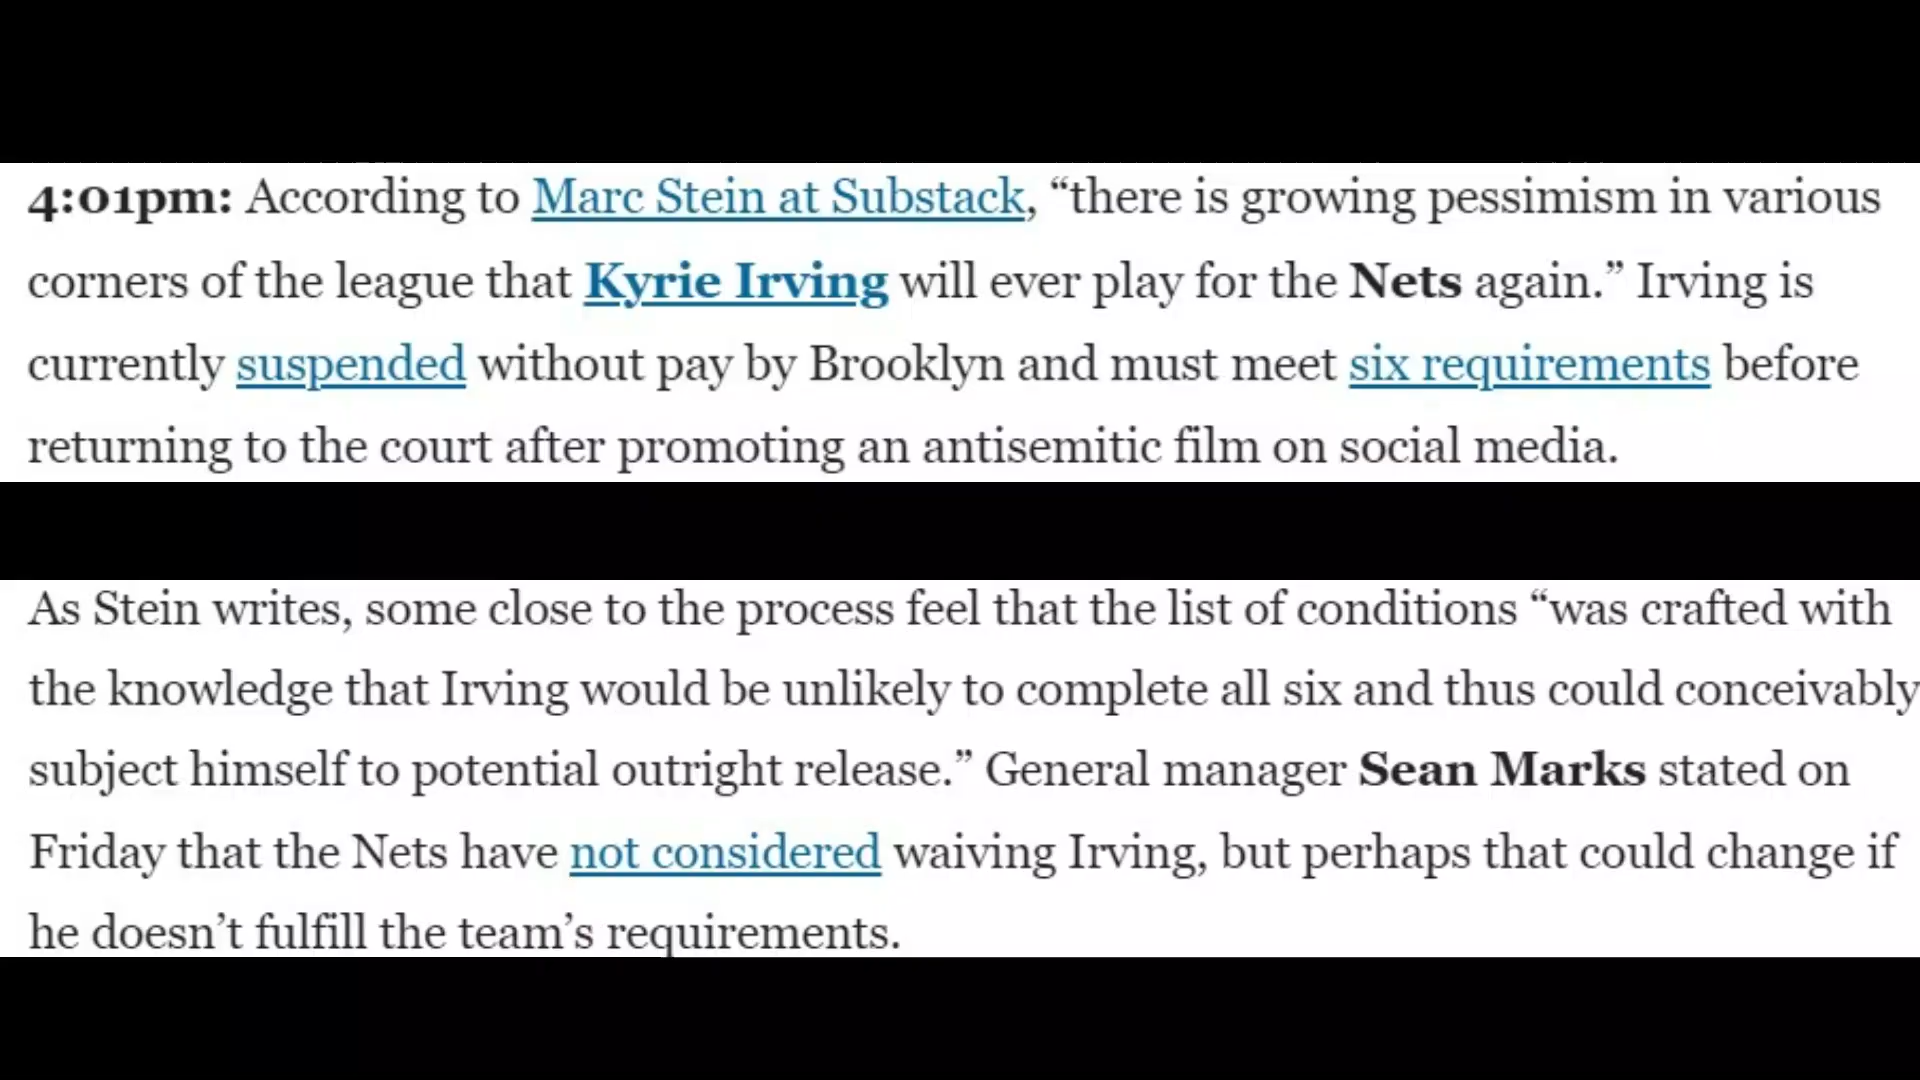 4:01pm: According to Marc Stein at Substack, “there is growing pessimism in various
corners of the league that Kyrie Irving will ever play for the Nets again.” Irving is
currently suspended without pay by Brooklyn and must meet six requirements before
returning to the court after promoting an antisemitic film on social media.
As Stein writes, some close to the process feel that the list of conditions “was crafted with
the knowledge that Irving would be unlikely to complete all six and thus could conceivably
subject himself to potential outright release.” General manager Sean Marks stated on
Friday that the Nets have not considered waiving Irving, but perhaps that could change if
he doesn’t fulfill the team’s requirements.